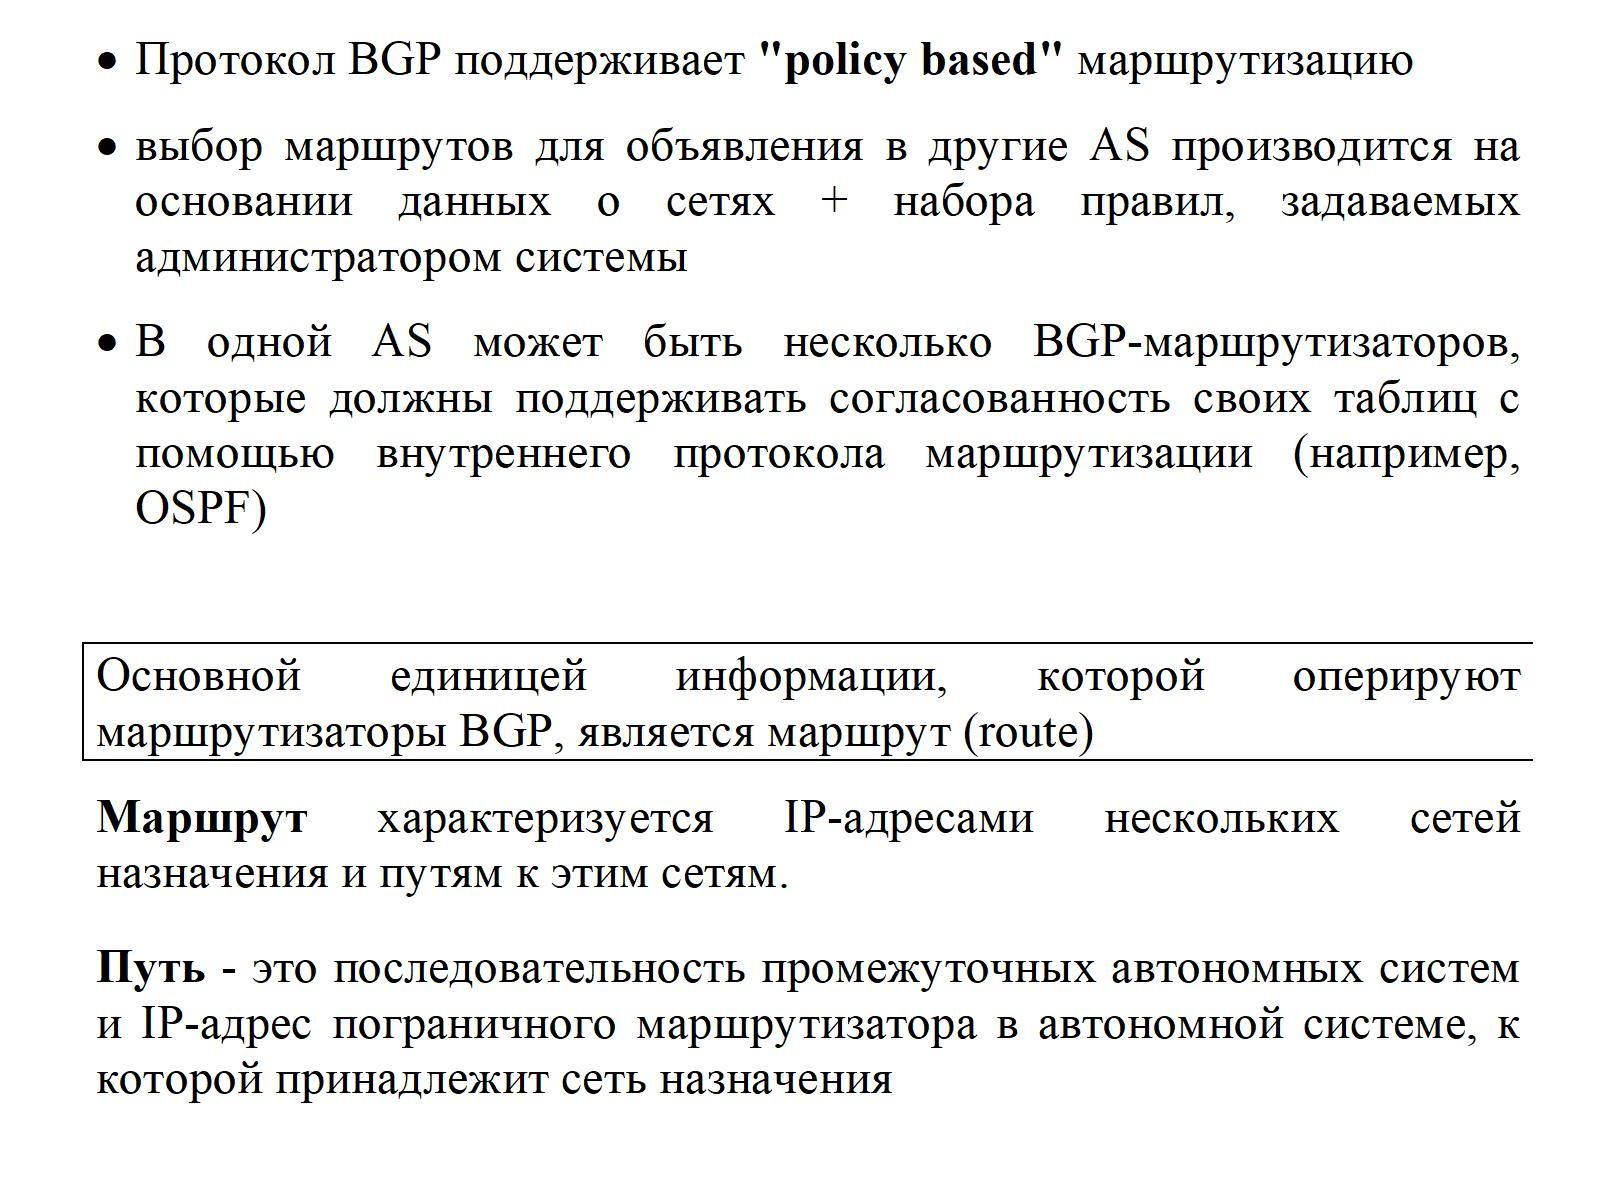 • Протокол BGP поддерживает "policy based" маршрутизацию
• выбор маршрутов для объявления в другие AS производится на
основании данных о сетях + набора правил, задаваемых
администратором системы
• В одной AS может быть несколько BGP-маршрутизаторов,
которые должны поддерживать согласованность своих таблиц с
помощью внутреннего протокола маршрутизации (например,
OSPF)
Основной единицей информации, которой оперируют
маршрутизаторы BGP, является маршрут (route)
Маршрут характеризуется IP-адресами нескольких сетей
назначения и путям к этим сетям.
Путь - это последовательность промежуточных автономных систем
и IP-адрес пограничного маршрутизатора в автономной системе, к
которой принадлежит сеть назначения